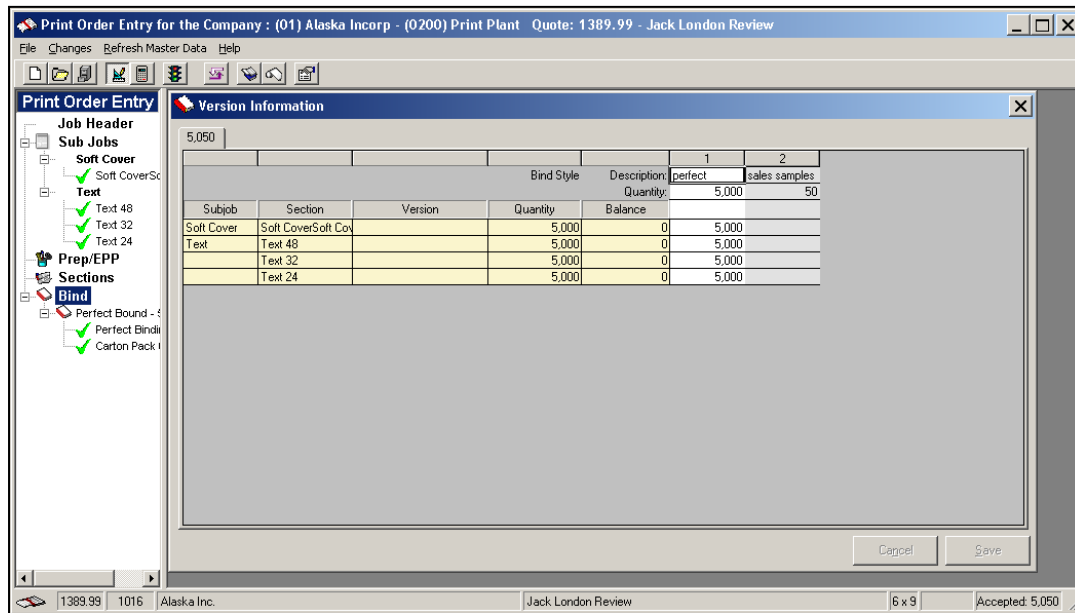 Print Order Entry for the Company : (01) Alaska Incorp - (0200) Print Plant   Quote: 1389.99 - Jack London Review
File Changes Refresh Master Data Help
Print Order Entry
Job Header
Sub Jobs
Soft Cover
Soft CoverSo
Text
Text 48
Text 32
Text 24
Prep/EPP
Sections
Bind
Perfect Bound -
Perfect Bindi
Carton Pack
Version Information
5,050
1 2
Bind Style Description: perfect sales samples
Quantity: 5,000 50
Subjob Section Version Quantity Balance
Soft Cover Soft CoverSoft Cov 5,000 0 5,000
Text Text 48 5,000 0 5,000
Text 32 5,000 0 5,000
Text 24 5,000 0 5,000
Cancel Save
1389.99 1016 Alaska Inc. Jack London Review 6 x 9 Accepted: 5,050